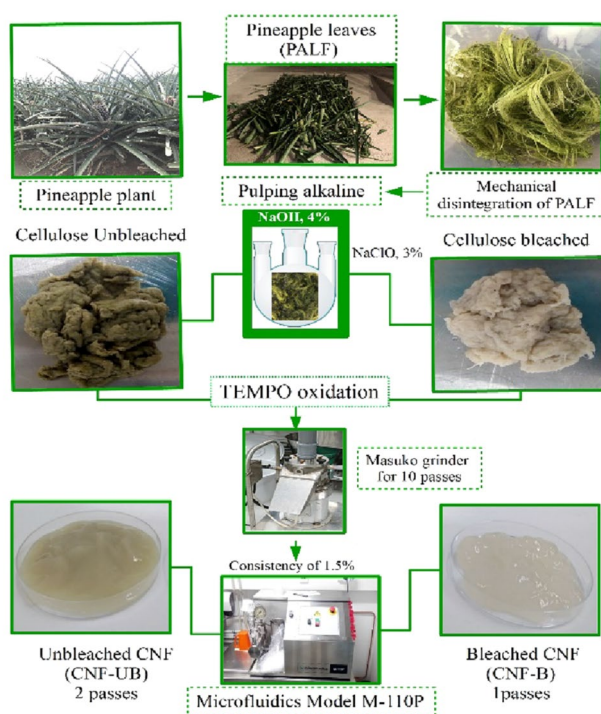 Pineapple leaves
(PALF)
Pineapple plant
Pulping alkaline
Mechanical
disintegration of PALF
NaOH, 4%
Cellulose Unbleached
NaClO, 3%
Cellulose bleached
TEMPO oxidation
Masuko grinder
for 10 passes
Consistency of 1.5%
Unbleached CNF
(CNF-UB)
2 passes
Bleached CNF
(CNF-B)
1passes
Microfluidics Model M-110P